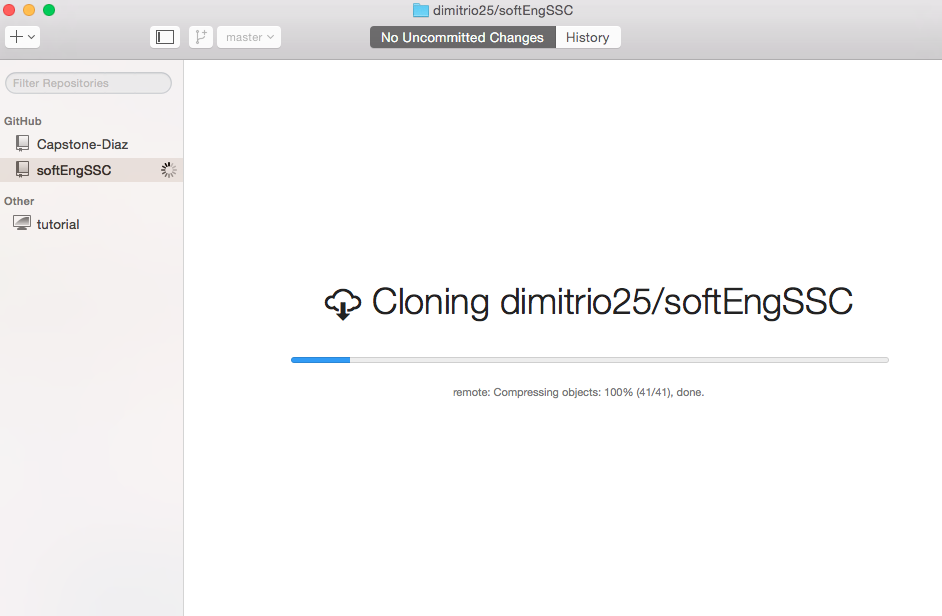 dimitrio25/softEngSSC
master
No Uncommitted Changes
History
Filter Repositories
GitHub
Capstone-Diaz
softEngSSC
Other
tutorial
Cloning dimitrio25/softEngSSC
remote: Compressing objects: 100% (41/41), done.